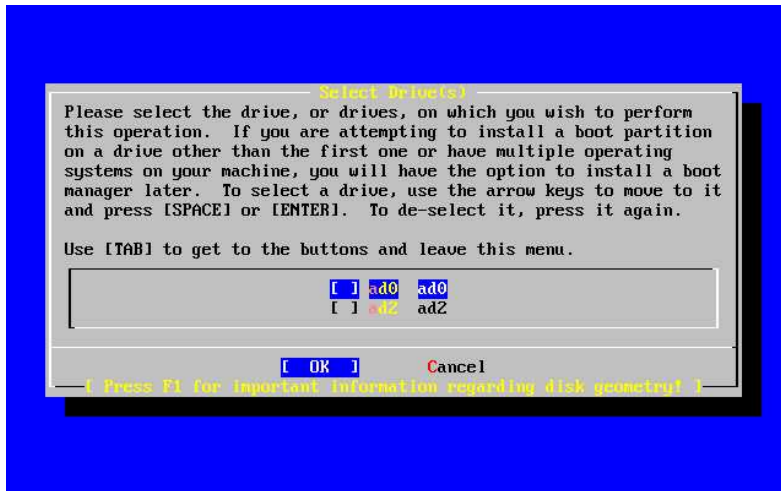 Select Drive(s)
Please select the drive, or drives, on which you wish to perform
this operation.  If you are attempting to install a boot partition
on a drive other than the first one or have multiple operating
systems on your machine, you will have the option to install a boot
manager later.  To select a drive, use the arrow keys to move to it
and press [SPACE] or [ENTER].  To de-select it, press it again.
Use [TAB] to get to the buttons and leave this menu.
[ ] ad0 ad0
[ ] ad2 ad2
[ OK ] Cancel
[ Press F1 for important information regarding disk geometry! ]